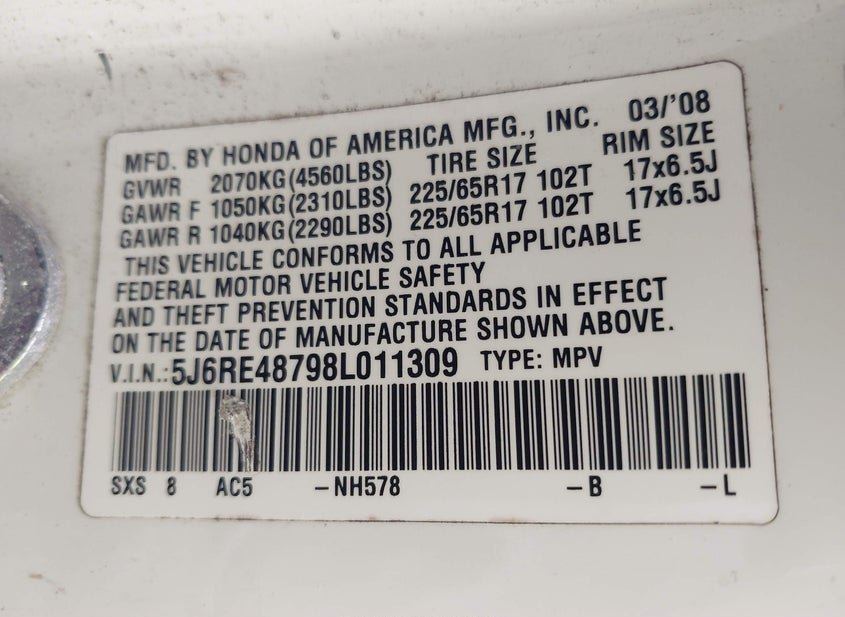 MFD. BY HONDA OF AMERICA MFG., INC. 03/'08
GVWR 2070KG(4560LBS) TIRE SIZE RIM SIZE
GAWR F 1050KG(2310LBS) 225/65R17 102T 17x6.5J
GAWR R 1040KG(2290LBS) 225/65R17 102T 17x6.5J
THIS VEHICLE CONFORMS TO ALL APPLICABLE
FEDERAL MOTOR VEHICLE SAFETY
AND THEFT PREVENTION STANDARDS IN EFFECT
ON THE DATE OF MANUFACTURE SHOWN ABOVE.
V.I.N.:5J6RE48798L011309 TYPE: MPV
SXS 8 AC5 -NH578 -B -L